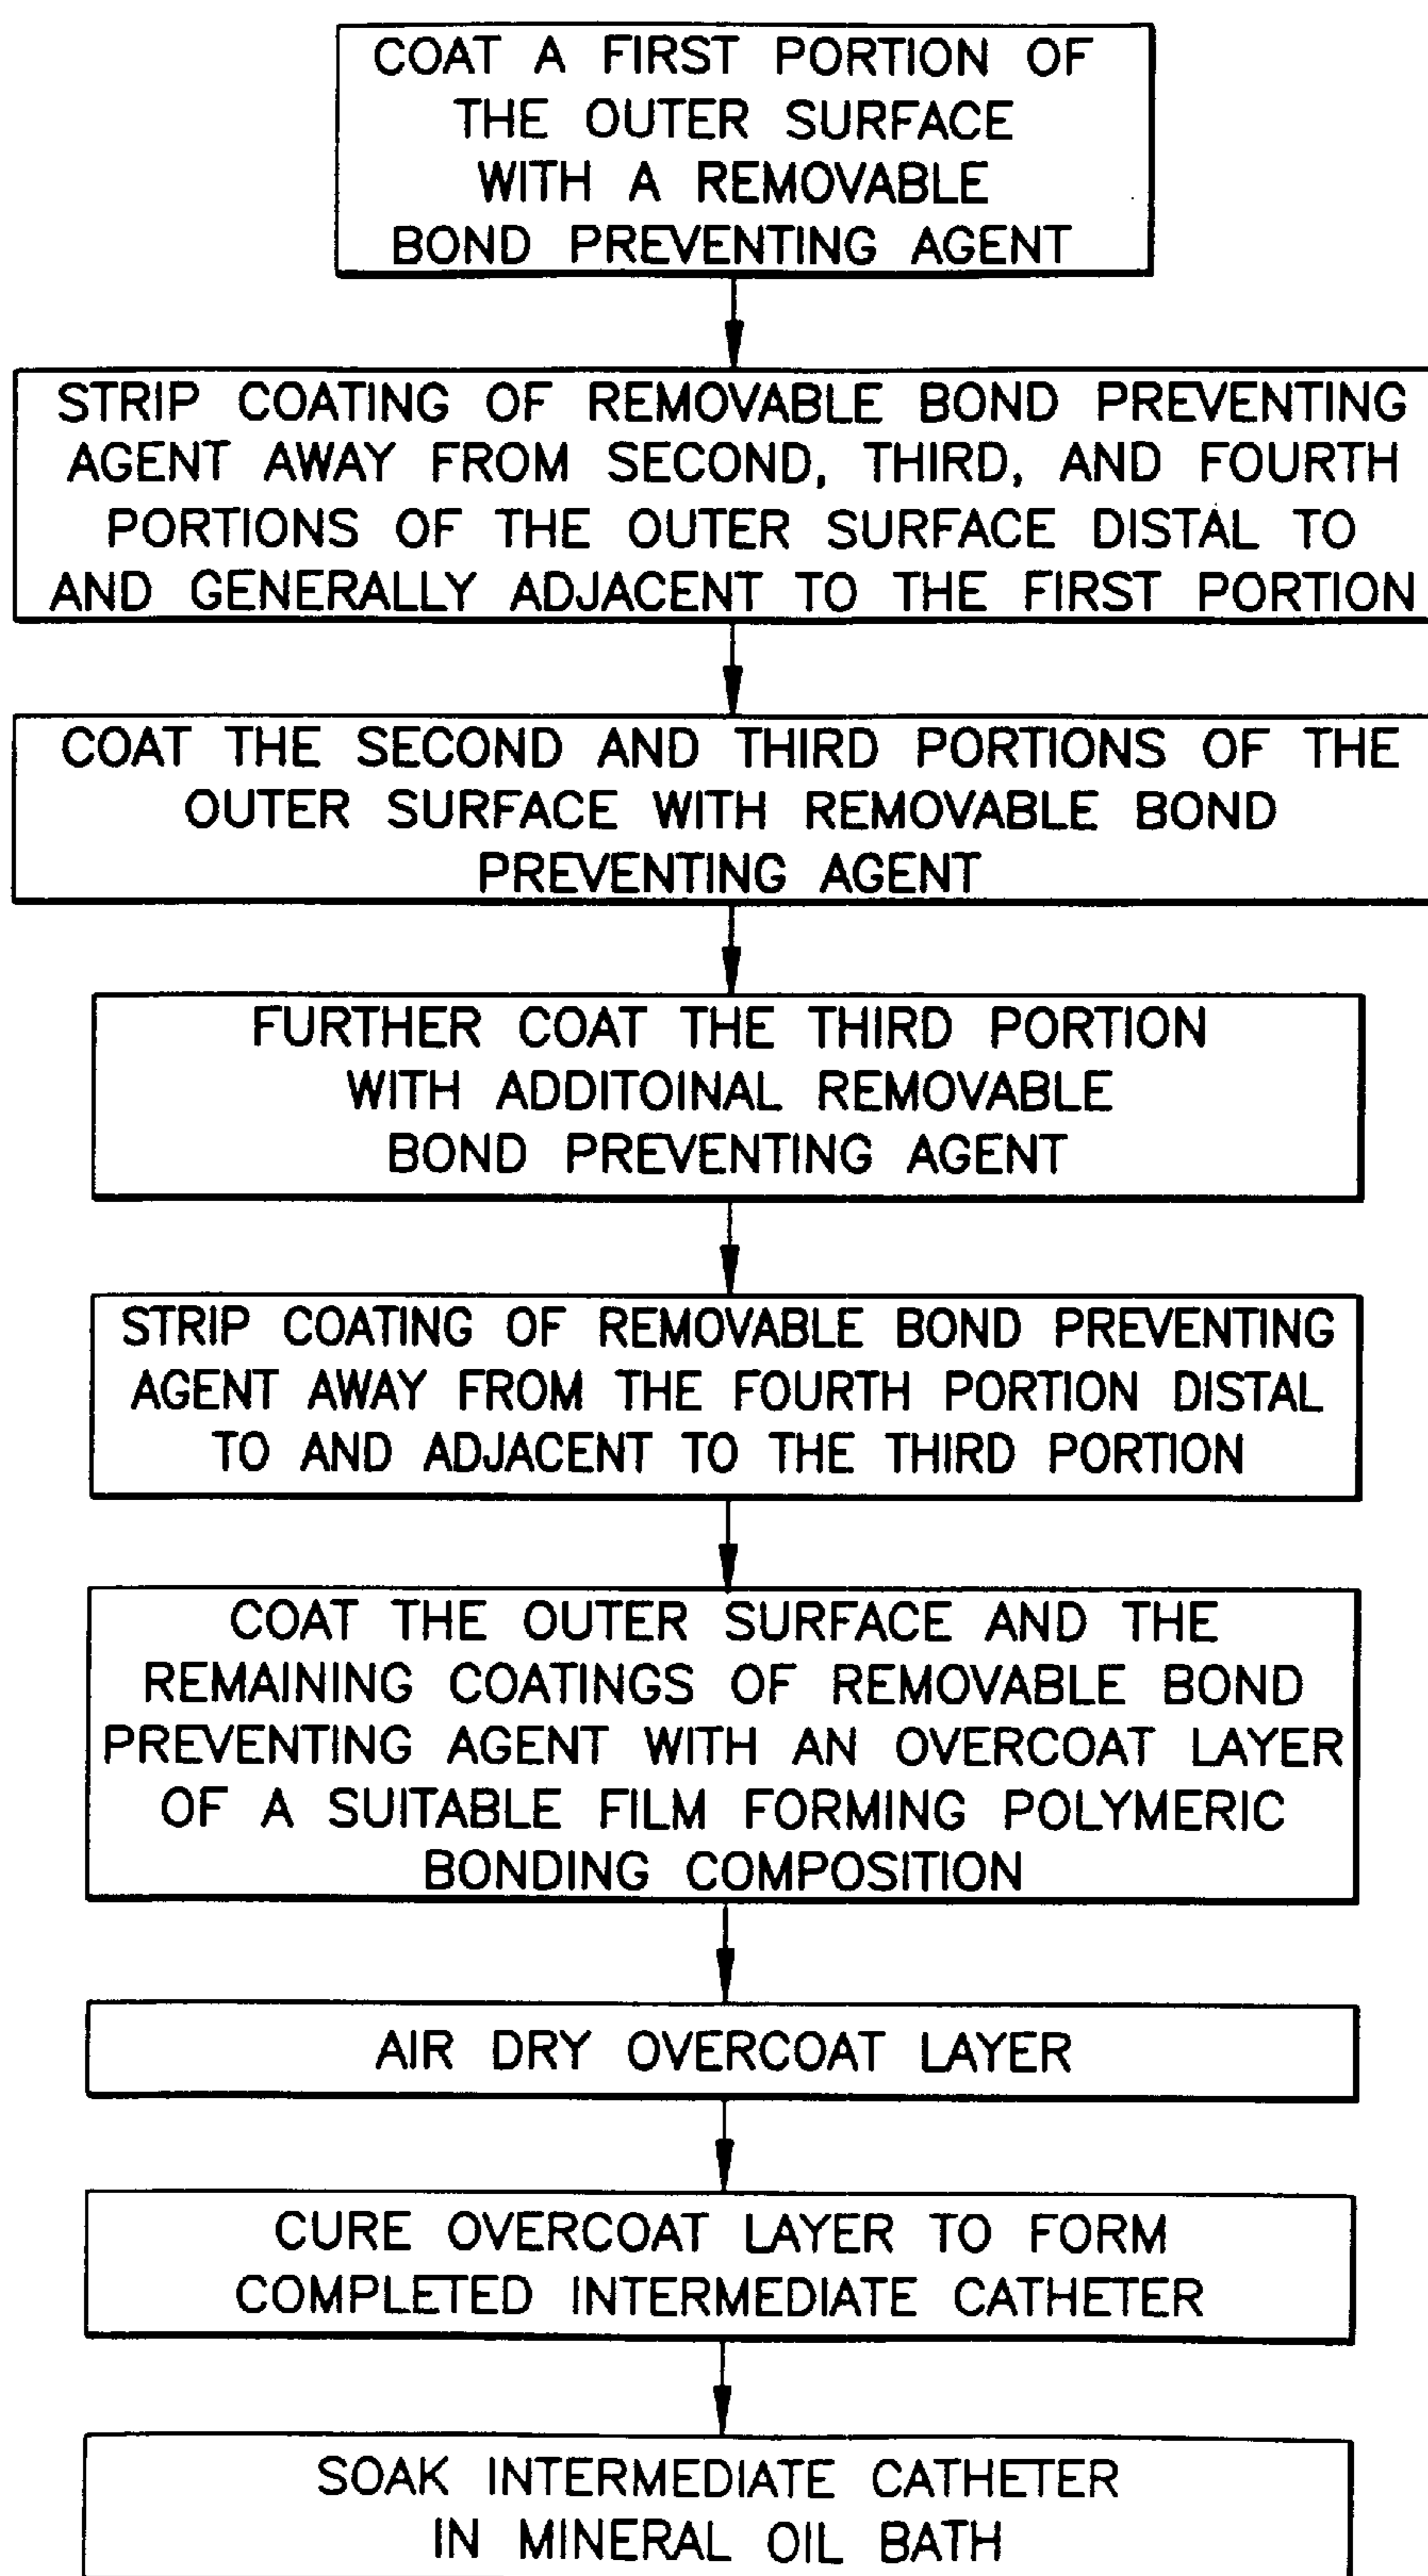 COAT A FIRST PORTION OF
THE OUTER SURFACE
WITH A REMOVABLE
BOND PREVENTING AGENT
STRIP COATING OF REMOVABLE BOND PREVENTING
AGENT AWAY FROM SECOND, THIRD, AND FOURTH
PORTIONS OF THE OUTER SURFACE DISTAL TO
AND GENERALLY ADJACENT TO THE FIRST PORTION
COAT THE SECOND AND THIRD PORTIONS OF THE
OUTER SURFACE WITH REMOVABLE BOND
PREVENTING AGENT
FURTHER COAT THE THIRD PORTION
WITH ADDITOINAL REMOVABLE
BOND PREVENTING AGENT
STRIP COATING OF REMOVABLE BOND PREVENTING
AGENT AWAY FROM THE FOURTH PORTION DISTAL
TO AND ADJACENT TO THE THIRD PORTION
COAT THE OUTER SURFACE AND THE
REMAINING COATINGS OF REMOVABLE BOND
PREVENTING AGENT WITH AN OVERCOAT LAYER
OF A SUITABLE FILM FORMING POLYMERIC
BONDING COMPOSITION
AIR DRY OVERCOAT LAYER
CURE OVERCOAT LAYER TO FORM
COMPLETED INTERMEDIATE CATHETER
SOAK INTERMEDIATE CATHETER
IN MINERAL OIL BATH